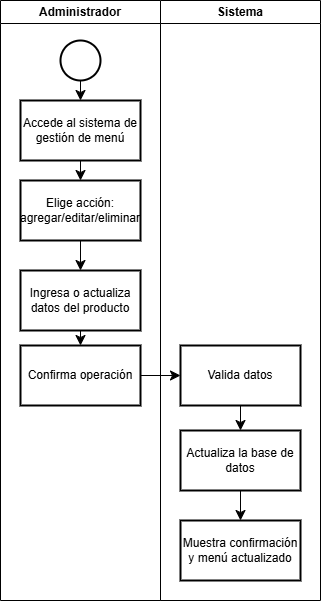 Administrador
Sistema
Accede al sistema de
gestión de menú
Elige acción:
agregar/editar/eliminar
Ingresa o actualiza
datos del producto
Confirma operación
Valida datos
Actualiza la base de
datos
Muestra confirmación
y menú actualizado